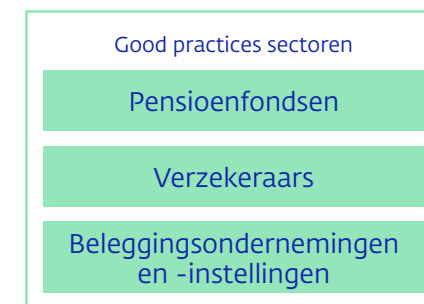 Good practices sectoren
Pensioenfondsen
Verzekeraars
Beleggingsondernemingen
en -instellingen